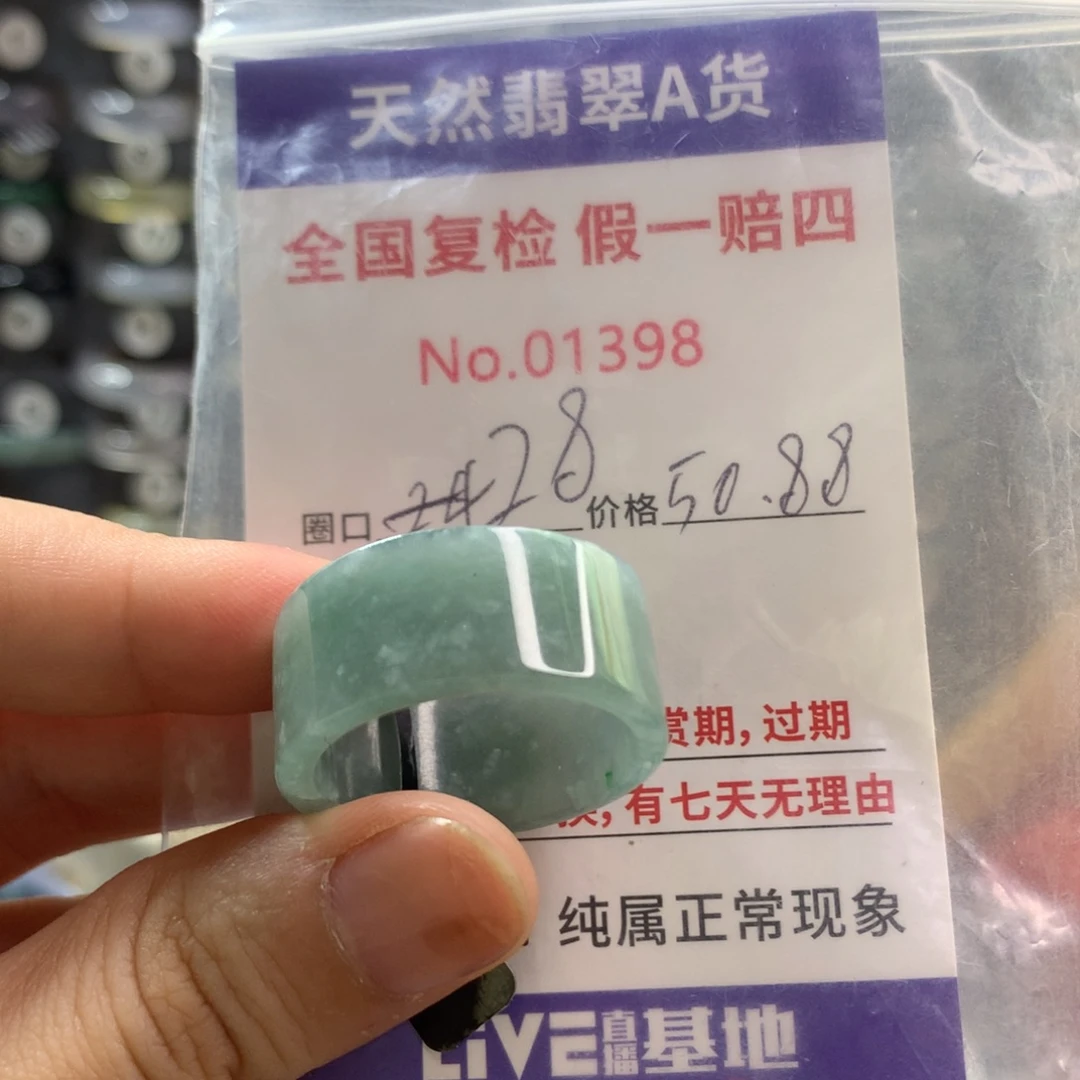 天然翡翠A货
全国复检 假一赔四
No.01398
圈口 28 价格 50.88
赏期,过期
换,有七天无理由
纯属正常现象
LiVE直播基地